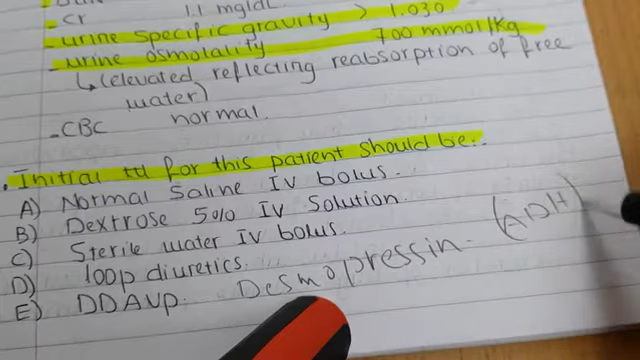 - Cr 1.1 mg/dL
- urine specific gravity > 1.030
- urine osmolality 700 mmol/kg
↳ (elevated, reflecting reabsorption of free
water)
- CBC normal.
. Initial ttt for this patient should be:.
A) Normal Saline IV bolus.
B) Dextrose 5% IV Solution.
C) Sterile water IV bolus.
D) loop diuretics.
E) DDAVP. Desmopressin. (ADH)